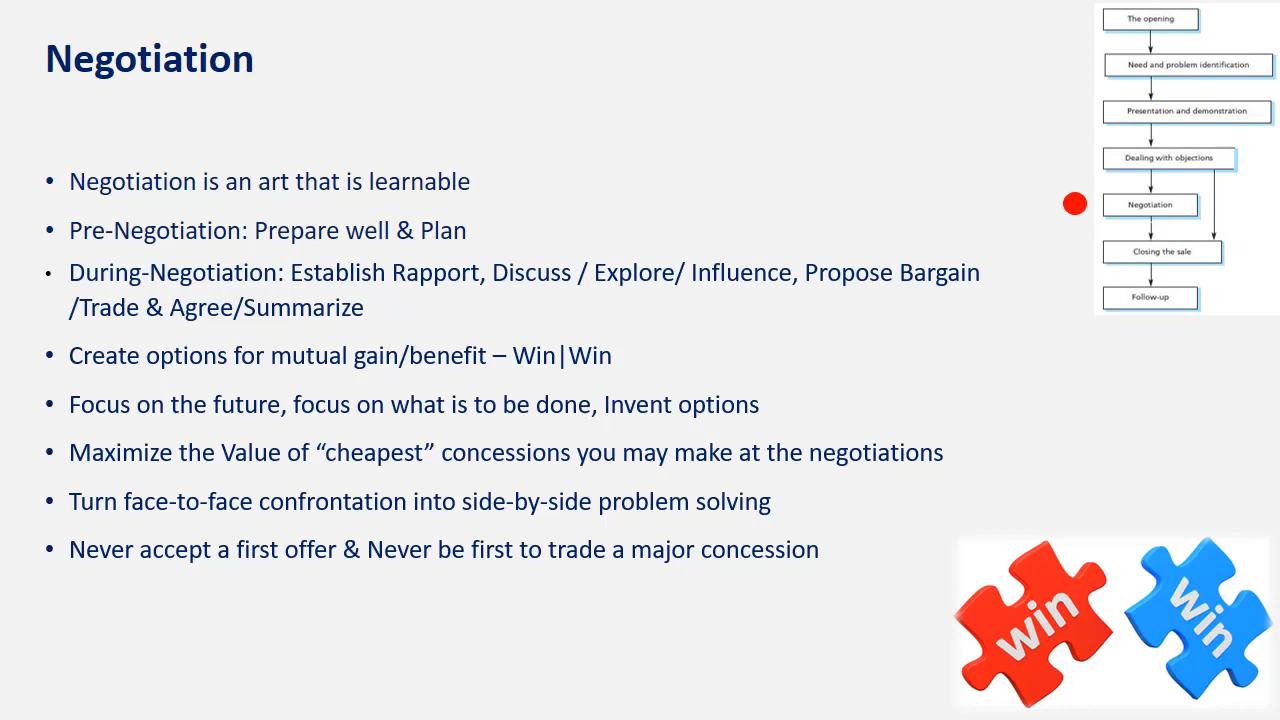 Negotiation
• Negotiation is an art that is learnable
• Pre-Negotiation: Prepare well & Plan
• During-Negotiation: Establish Rapport, Discuss / Explore/ Influence, Propose Bargain
/Trade & Agree/Summarize
• Create options for mutual gain/benefit – Win|Win
• Focus on the future, focus on what is to be done, Invent options
• Maximize the Value of “cheapest” concessions you may make at the negotiations
• Turn face-to-face confrontation into side-by-side problem solving
• Never accept a first offer & Never be first to trade a major concession
The opening
Need and problem identification
Presentation and demonstration
Dealing with objections
Negotiation
Closing the sale
Follow-up
win
win